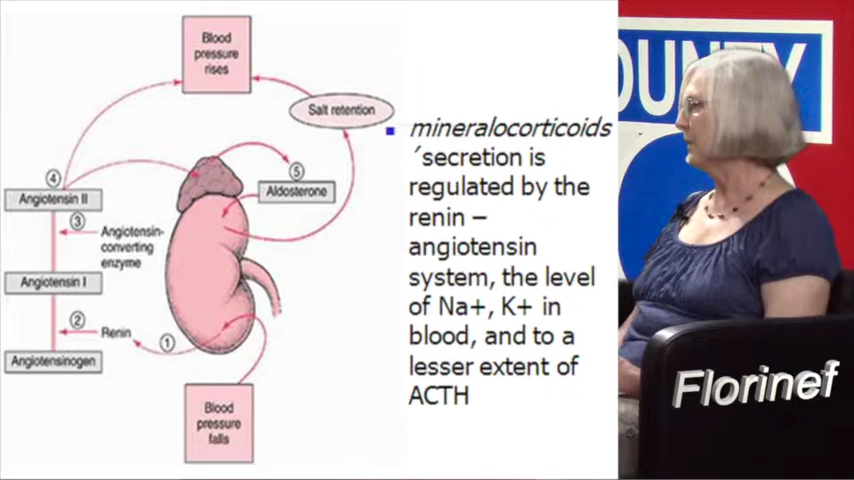 Blood
pressure
rises
Salt retention
④
⑤
Angiotensin II
Aldosterone
③
Angiotensin-
converting
enzyme
Angiotensin I
②
Renin
①
Angiotensinogen
Blood
pressure
falls
mineralocorticoids
´secretion is
regulated by the
renin –
angiotensin
system, the level
of Na+, K+ in
blood, and to a
lesser extent of
ACTH
OUNTY
Florinef